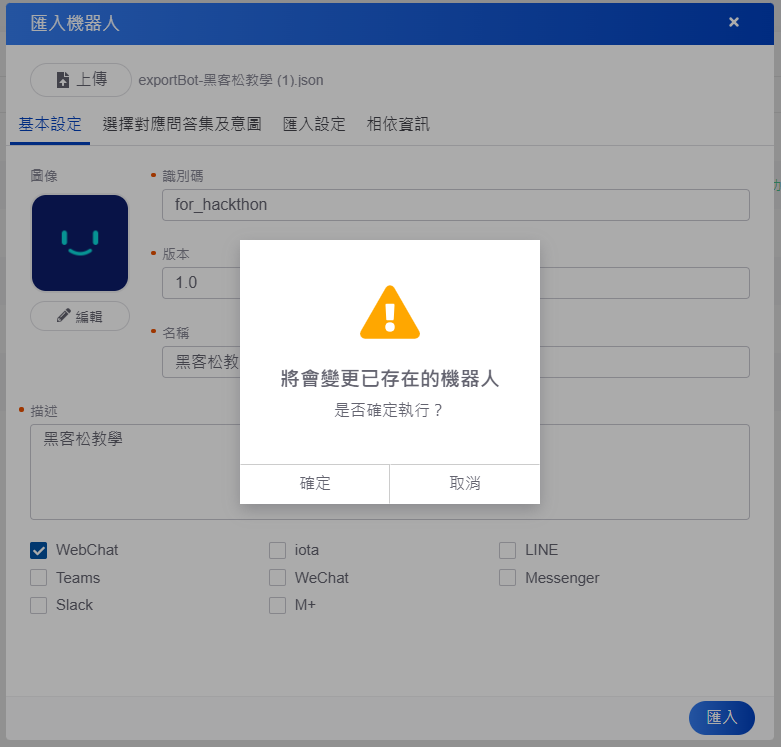 匯入機器人
上傳 exportBot-黑客松教學 (1).json
基本設定 選擇對應問答集及意圖 匯入設定 相依資訊
圖像
識別碼
for_hackthon
版本
1.0
編輯
名稱
黑客松教
將會變更已存在的機器人
是否確定執行？
確定 取消
描述
黑客松教學
WebChat iota LINE
Teams WeChat Messenger
Slack M+
匯入